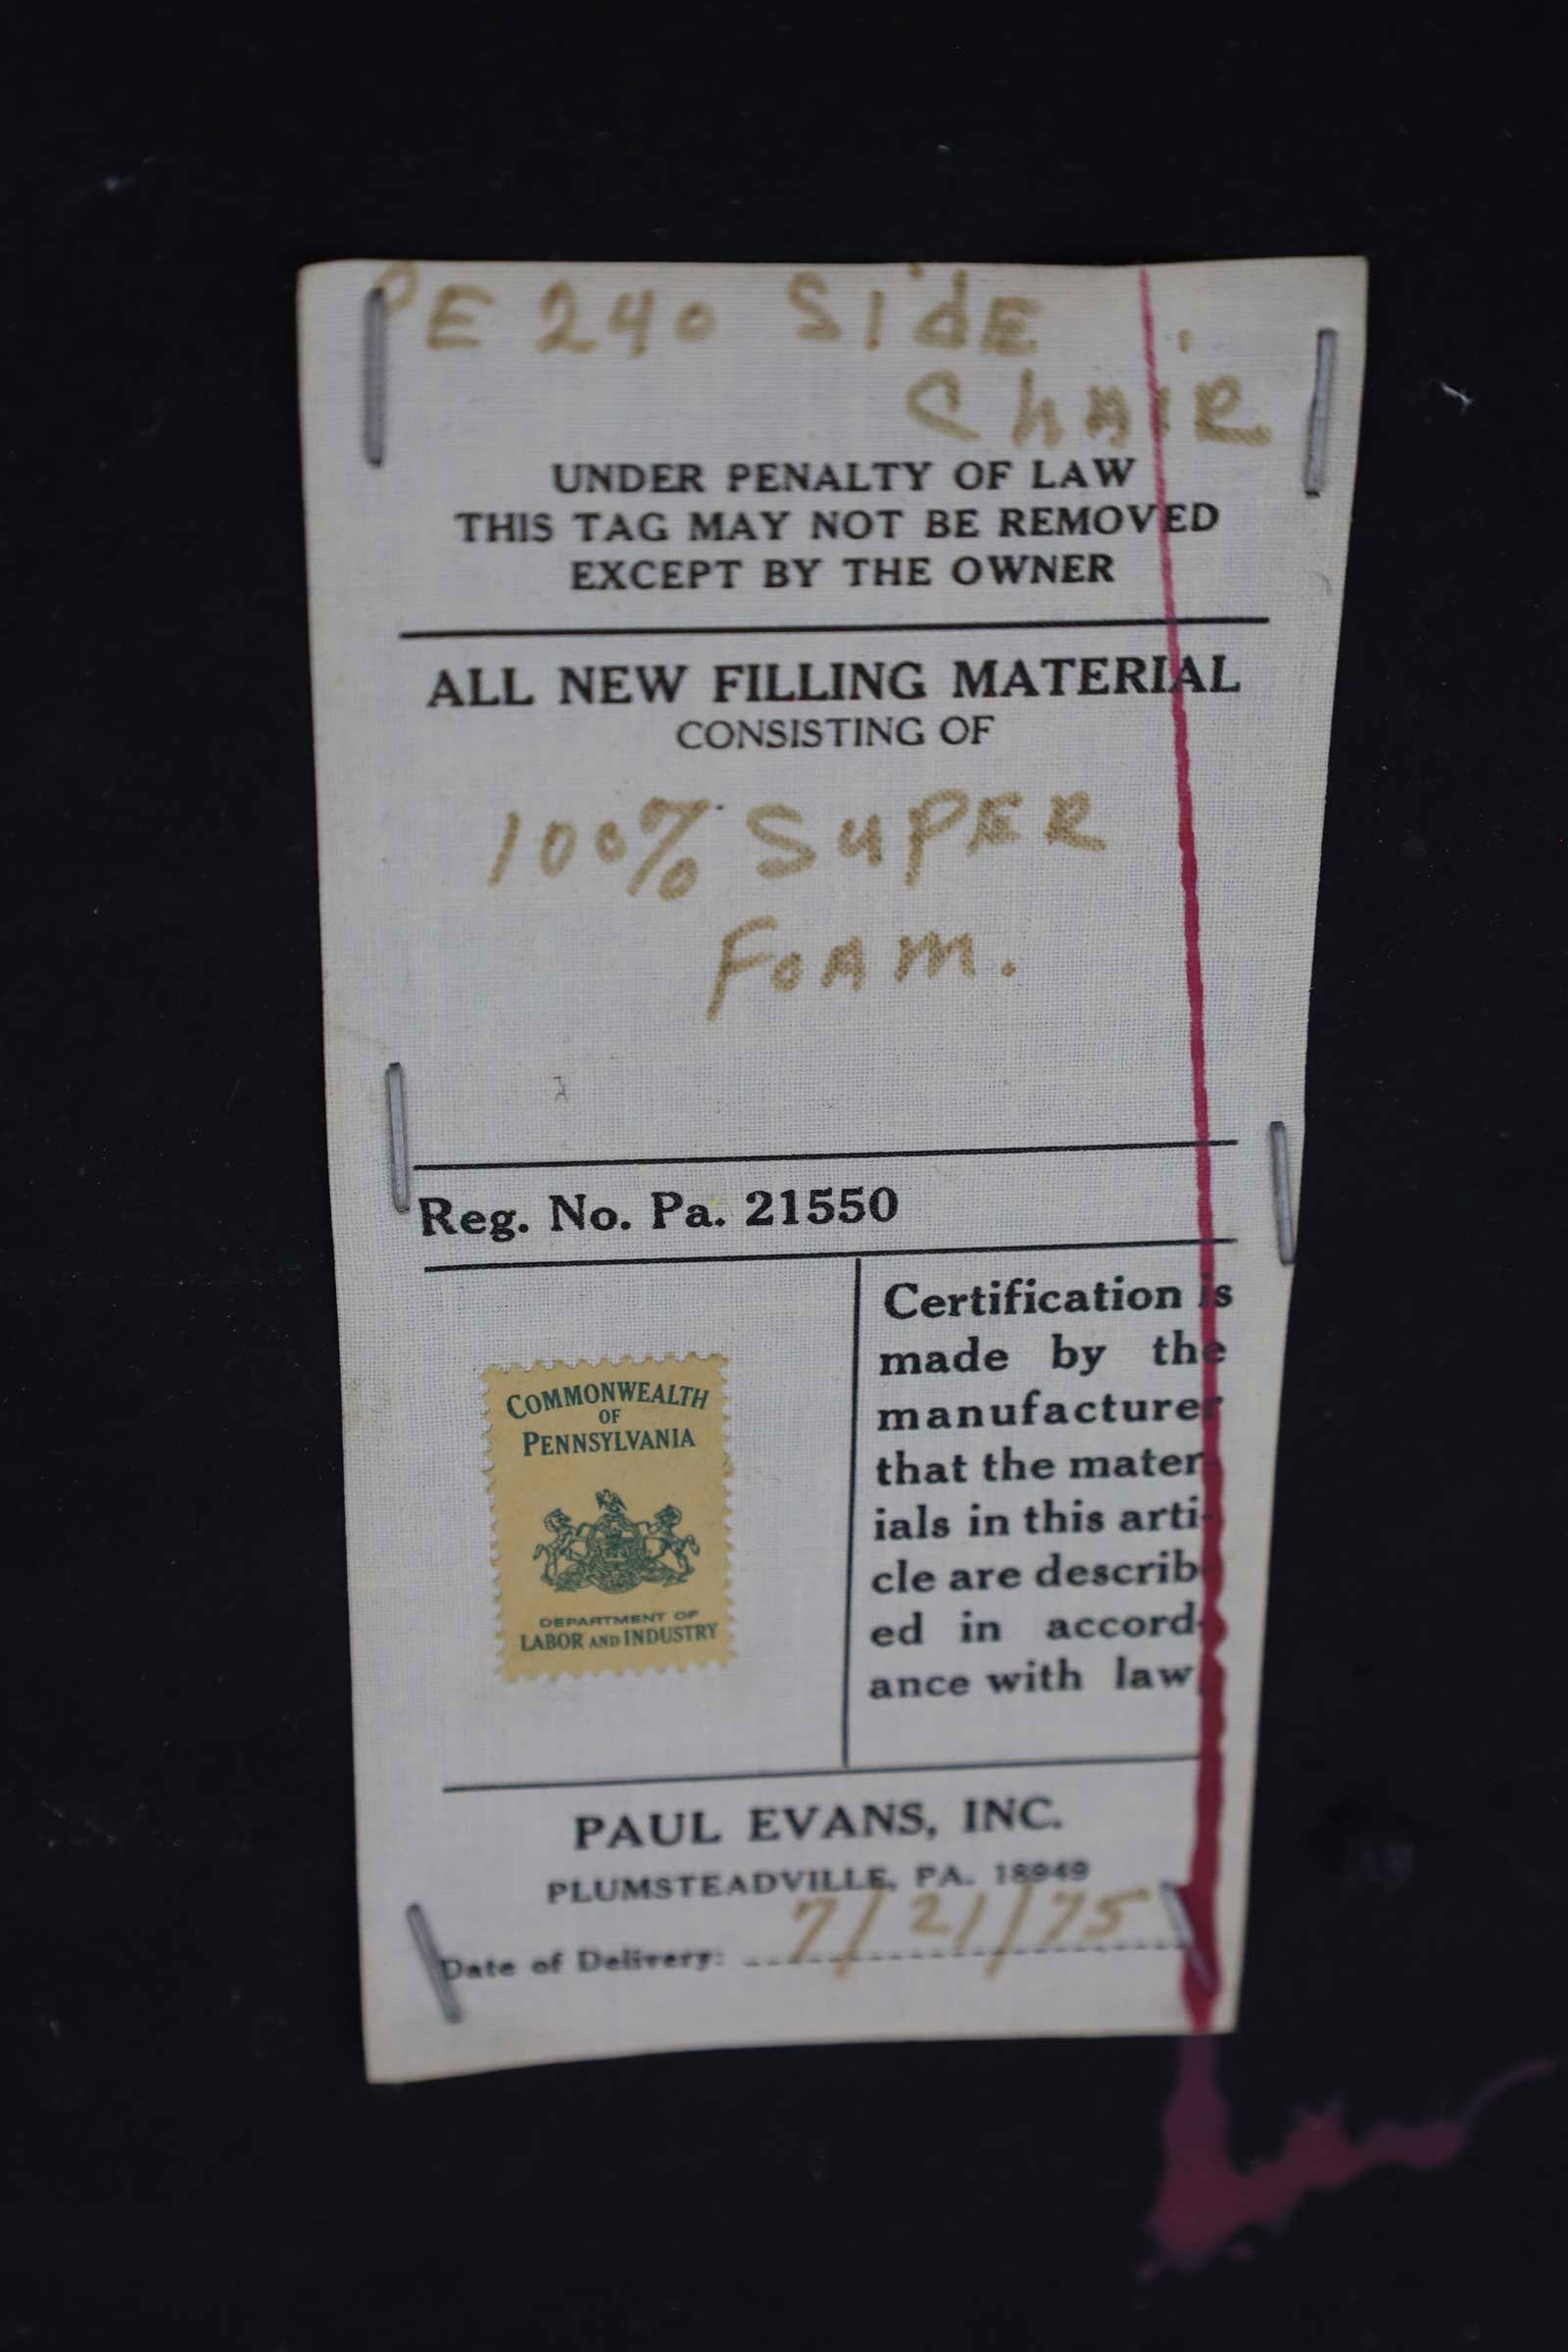 PE 240 SidE
ChAIR
UNDER PENALTY OF LAW
THIS TAG MAY NOT BE REMOVED
EXCEPT BY THE OWNER
ALL NEW FILLING MATERIAL
CONSISTING OF
100% SuPER
FoAm.
Reg. No. Pa. 21550
COMMONWEALTH
OF
PENNSYLVANIA
DEPARTMENT OF
LABOR AND INDUSTRY
Certification is
made by the
manufacturer
that the mater-
ials in this arti-
cle are describ-
ed in accord-
ance with law.
PAUL EVANS, INC.
PLUMSTEADVILLE, PA. 18949
Date of Delivery: 7/21/75